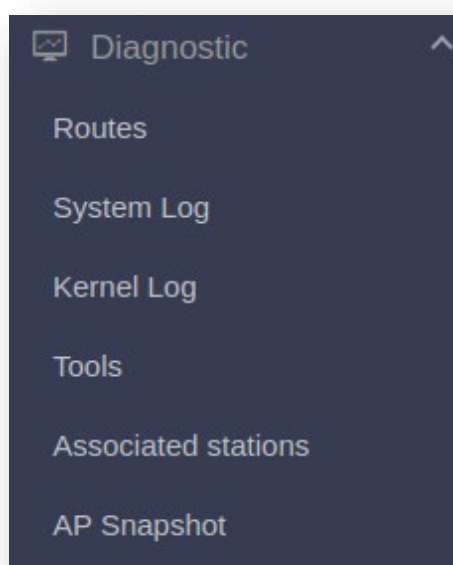 Diagnostic
Routes
System Log
Kernel Log
Tools
Associated stations
AP Snapshot